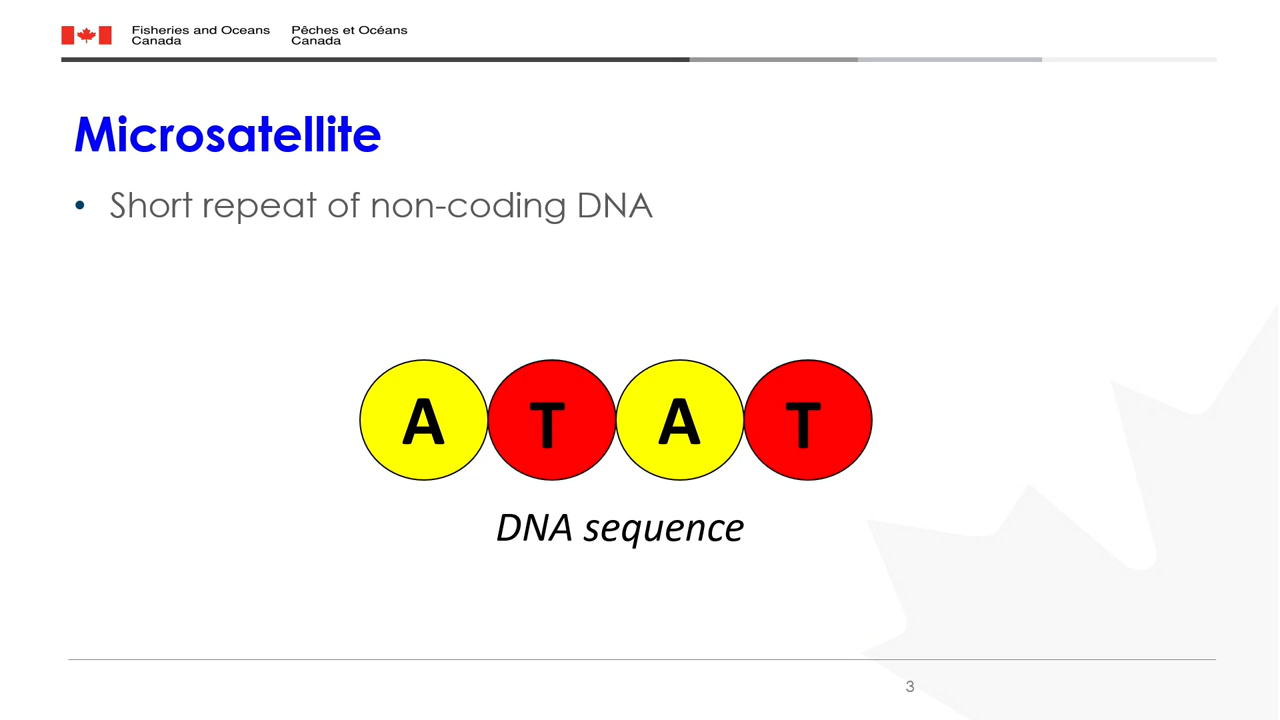 Fisheries and Oceans
Canada
Pêches et Océans
Canada
Microsatellite
• Short repeat of non-coding DNA
A T A T
DNA sequence
3